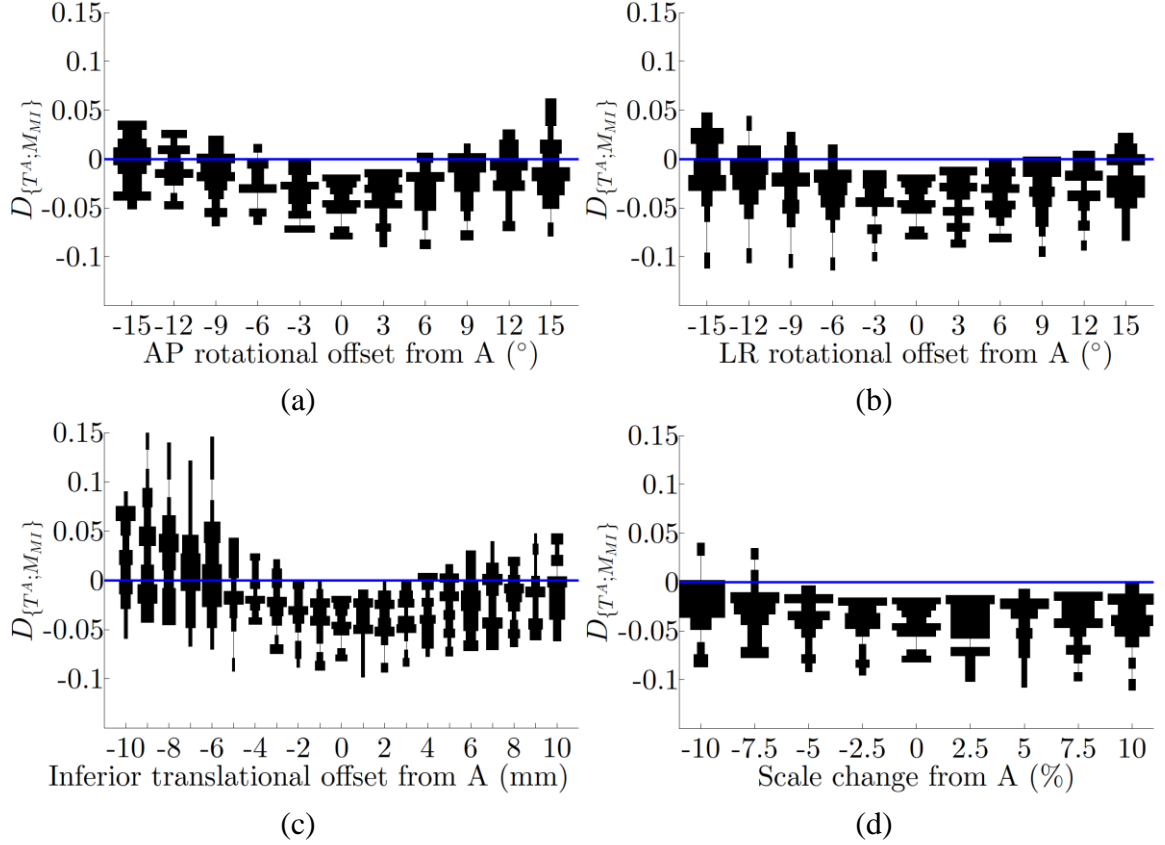 0.15
0.1
0.05
0
-0.05
-0.1
D{T^A;M_MI}
-15 -12 -9 -6 -3 0 3 6 9 12 15
AP rotational offset from A (°)
(a)
0.15
0.1
0.05
0
-0.05
-0.1
D{T^A;M_MI}
-15 -12 -9 -6 -3 0 3 6 9 12 15
LR rotational offset from A (°)
(b)
0.15
0.1
0.05
0
-0.05
-0.1
D{T^A;M_MI}
-10 -8 -6 -4 -2 0 2 4 6 8 10
Inferior translational offset from A (mm)
(c)
0.15
0.1
0.05
0
-0.05
-0.1
D{T^A;M_MI}
-10 -7.5 -5 -2.5 0 2.5 5 7.5 10
Scale change from A (%)
(d)